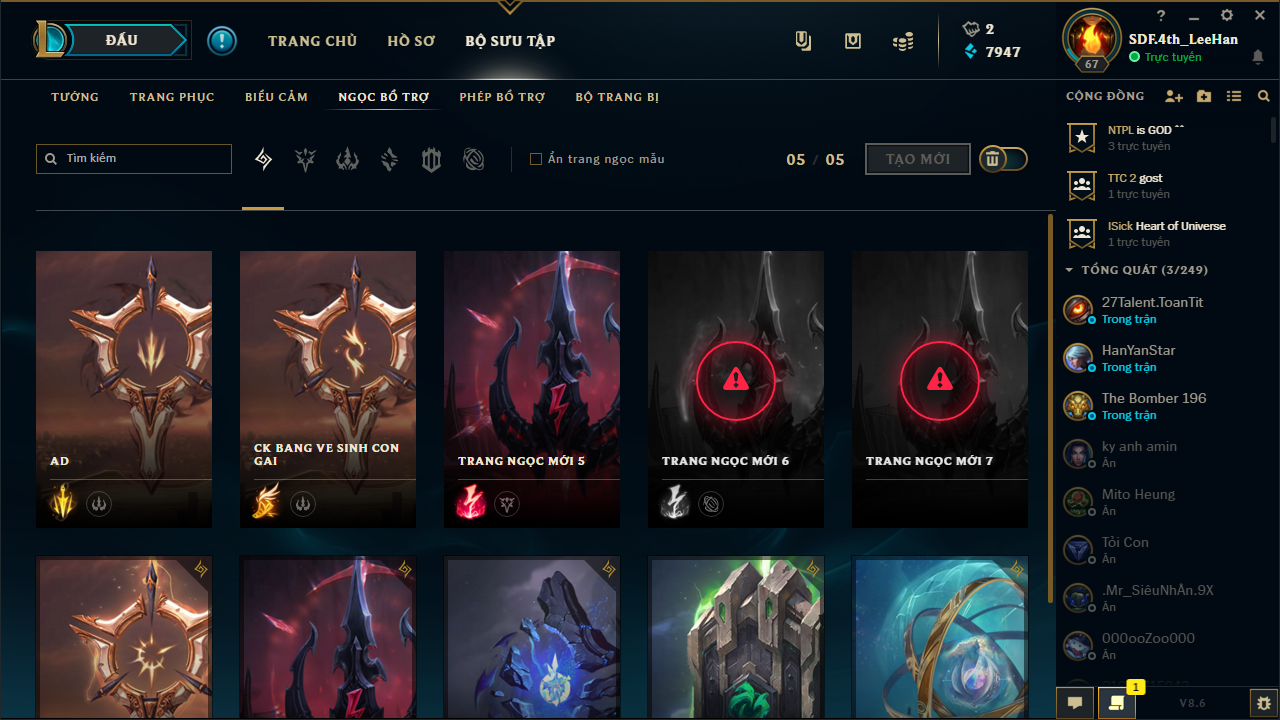 ĐẤU
TRANG CHỦ
HỒ SƠ
BỘ SƯU TẬP
2
7947
67
SDF.4th_LeeHan
Trực tuyến
TƯỚNG
TRANG PHỤC
BIỂU CẢM
NGỌC BỔ TRỢ
PHÉP BỔ TRỢ
BỘ TRANG BỊ
Tìm kiếm
Ẩn trang ngọc mẫu
05 / 05
TẠO MỚI
AD
CK BANG VE SINH CON
GAI
TRANG NGỌC MỚI 5
TRANG NGỌC MỚI 6
TRANG NGỌC MỚI 7
CỘNG ĐỒNG
NTPL is GOD ^^
3 trực tuyến
TTC 2 gost
1 trực tuyến
ISick Heart of Universe
1 trực tuyến
TỔNG QUÁT (3/249)
27Talent.ToanTit
Trong trận
HanYanStar
Trong trận
The Bomber 196
Trong trận
ky anh amin
Ẩn
Mito Heung
Ẩn
Tỏi Con
Ẩn
.Mr_SiêuNhẫn.9X
Ẩn
000ooZoo000
Ẩn
1
V8.6